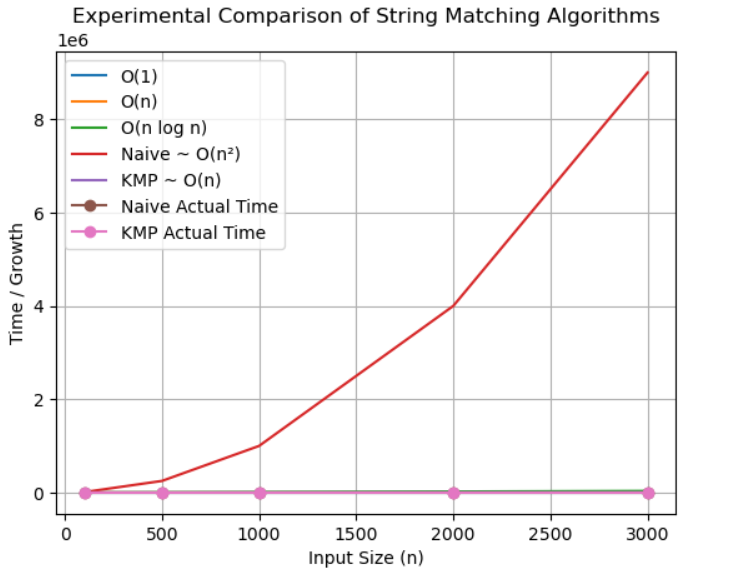 Experimental Comparison of String Matching Algorithms
1e6
O(1)
O(n)
O(n log n)
Naive ~ O(n²)
KMP ~ O(n)
Naive Actual Time
KMP Actual Time
8
6
4
2
0
Time / Growth
0 500 1000 1500 2000 2500 3000
Input Size (n)